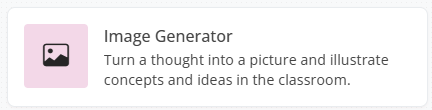 Image Generator
Turn a thought into a picture and illustrate
concepts and ideas in the classroom.